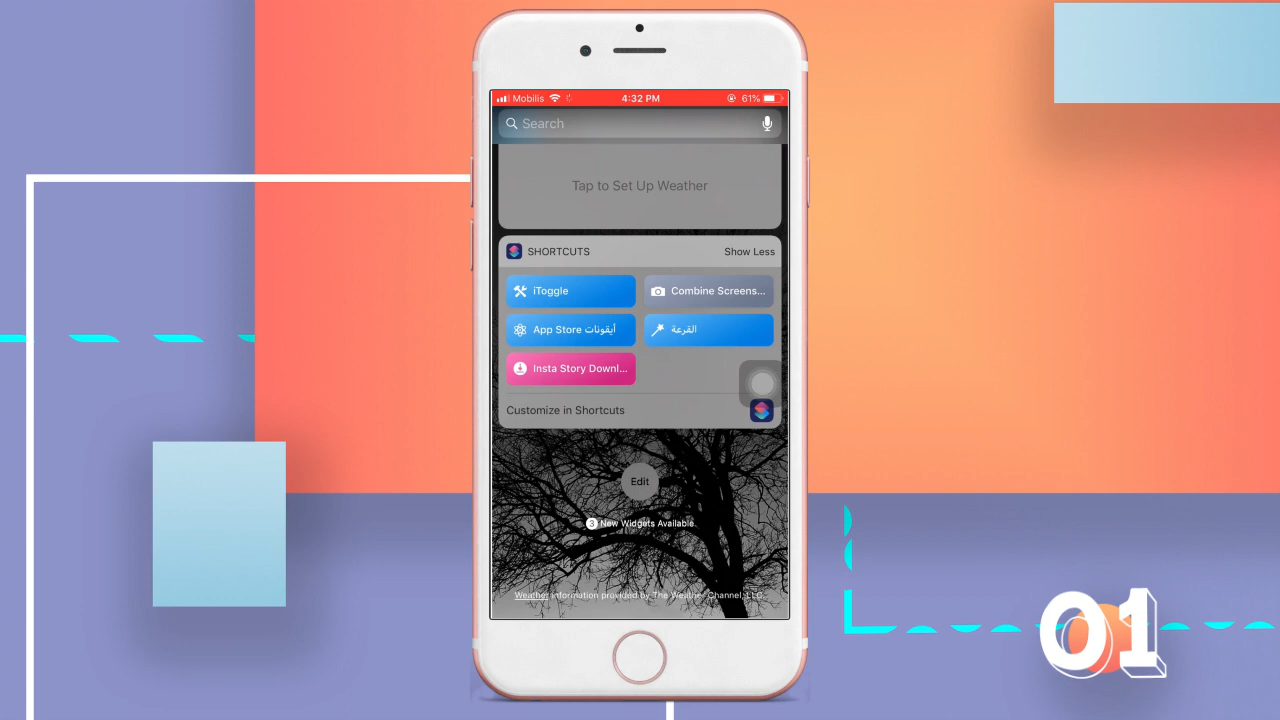 Mobilis 4:32 PM 61%
Search
Tap to Set Up Weather
SHORTCUTS Show Less
iToggle Combine Screens...
App Store أيقونات القرعة
Insta Story Downl...
Customize in Shortcuts
Edit
3 New Widgets Available
Weather information provided by The Weather Channel, LLC.
01